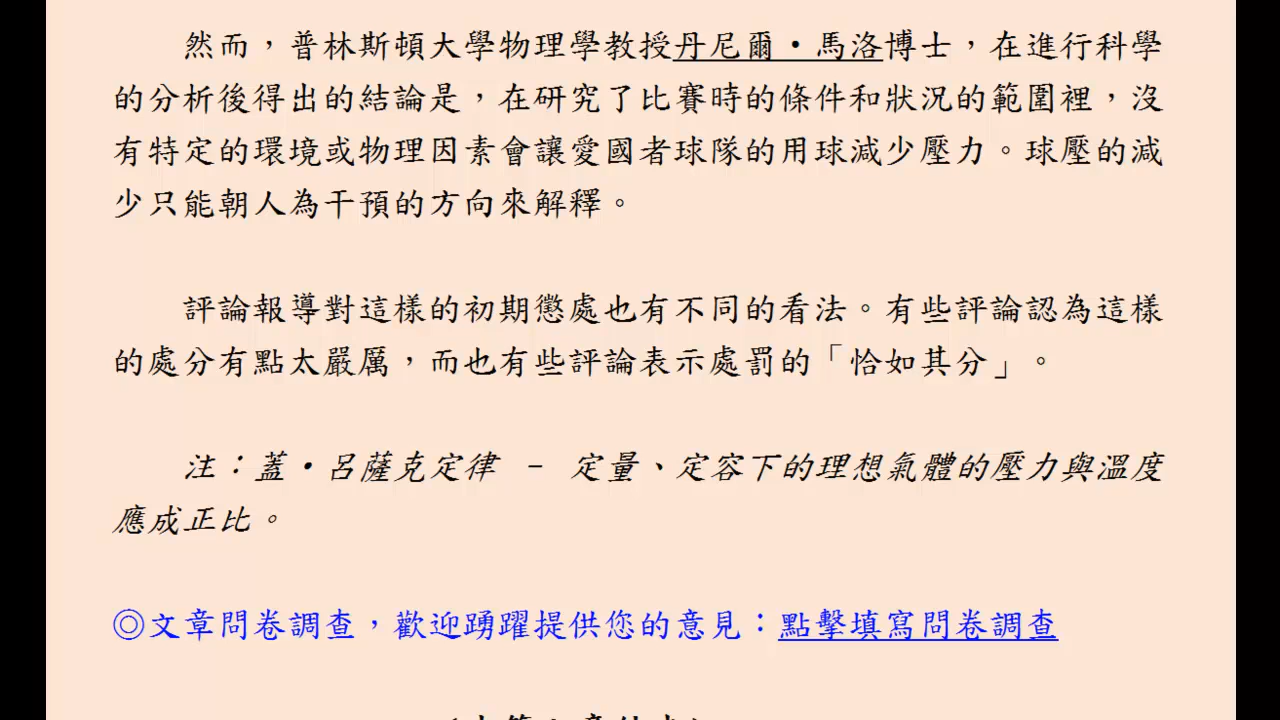 然而，普林斯頓大學物理學教授丹尼爾·馬洛博士，在進行科學
的分析後得出的結論是，在研究了比賽時的條件和狀況的範圍裡，沒
有特定的環境或物理因素會讓愛國者球隊的用球減少壓力。球壓的減
少只能朝人為干預的方向來解釋。
評論報導對這樣的初期懲處也有不同的看法。有些評論認為這樣
的處分有點太嚴厲，而也有些評論表示處罰的「恰如其分」。
注：蓋·呂薩克定律 – 定量、定容下的理想氣體的壓力與溫度
應成正比。
◎文章問卷調查，歡迎踴躍提供您的意見：點擊填寫問卷調查